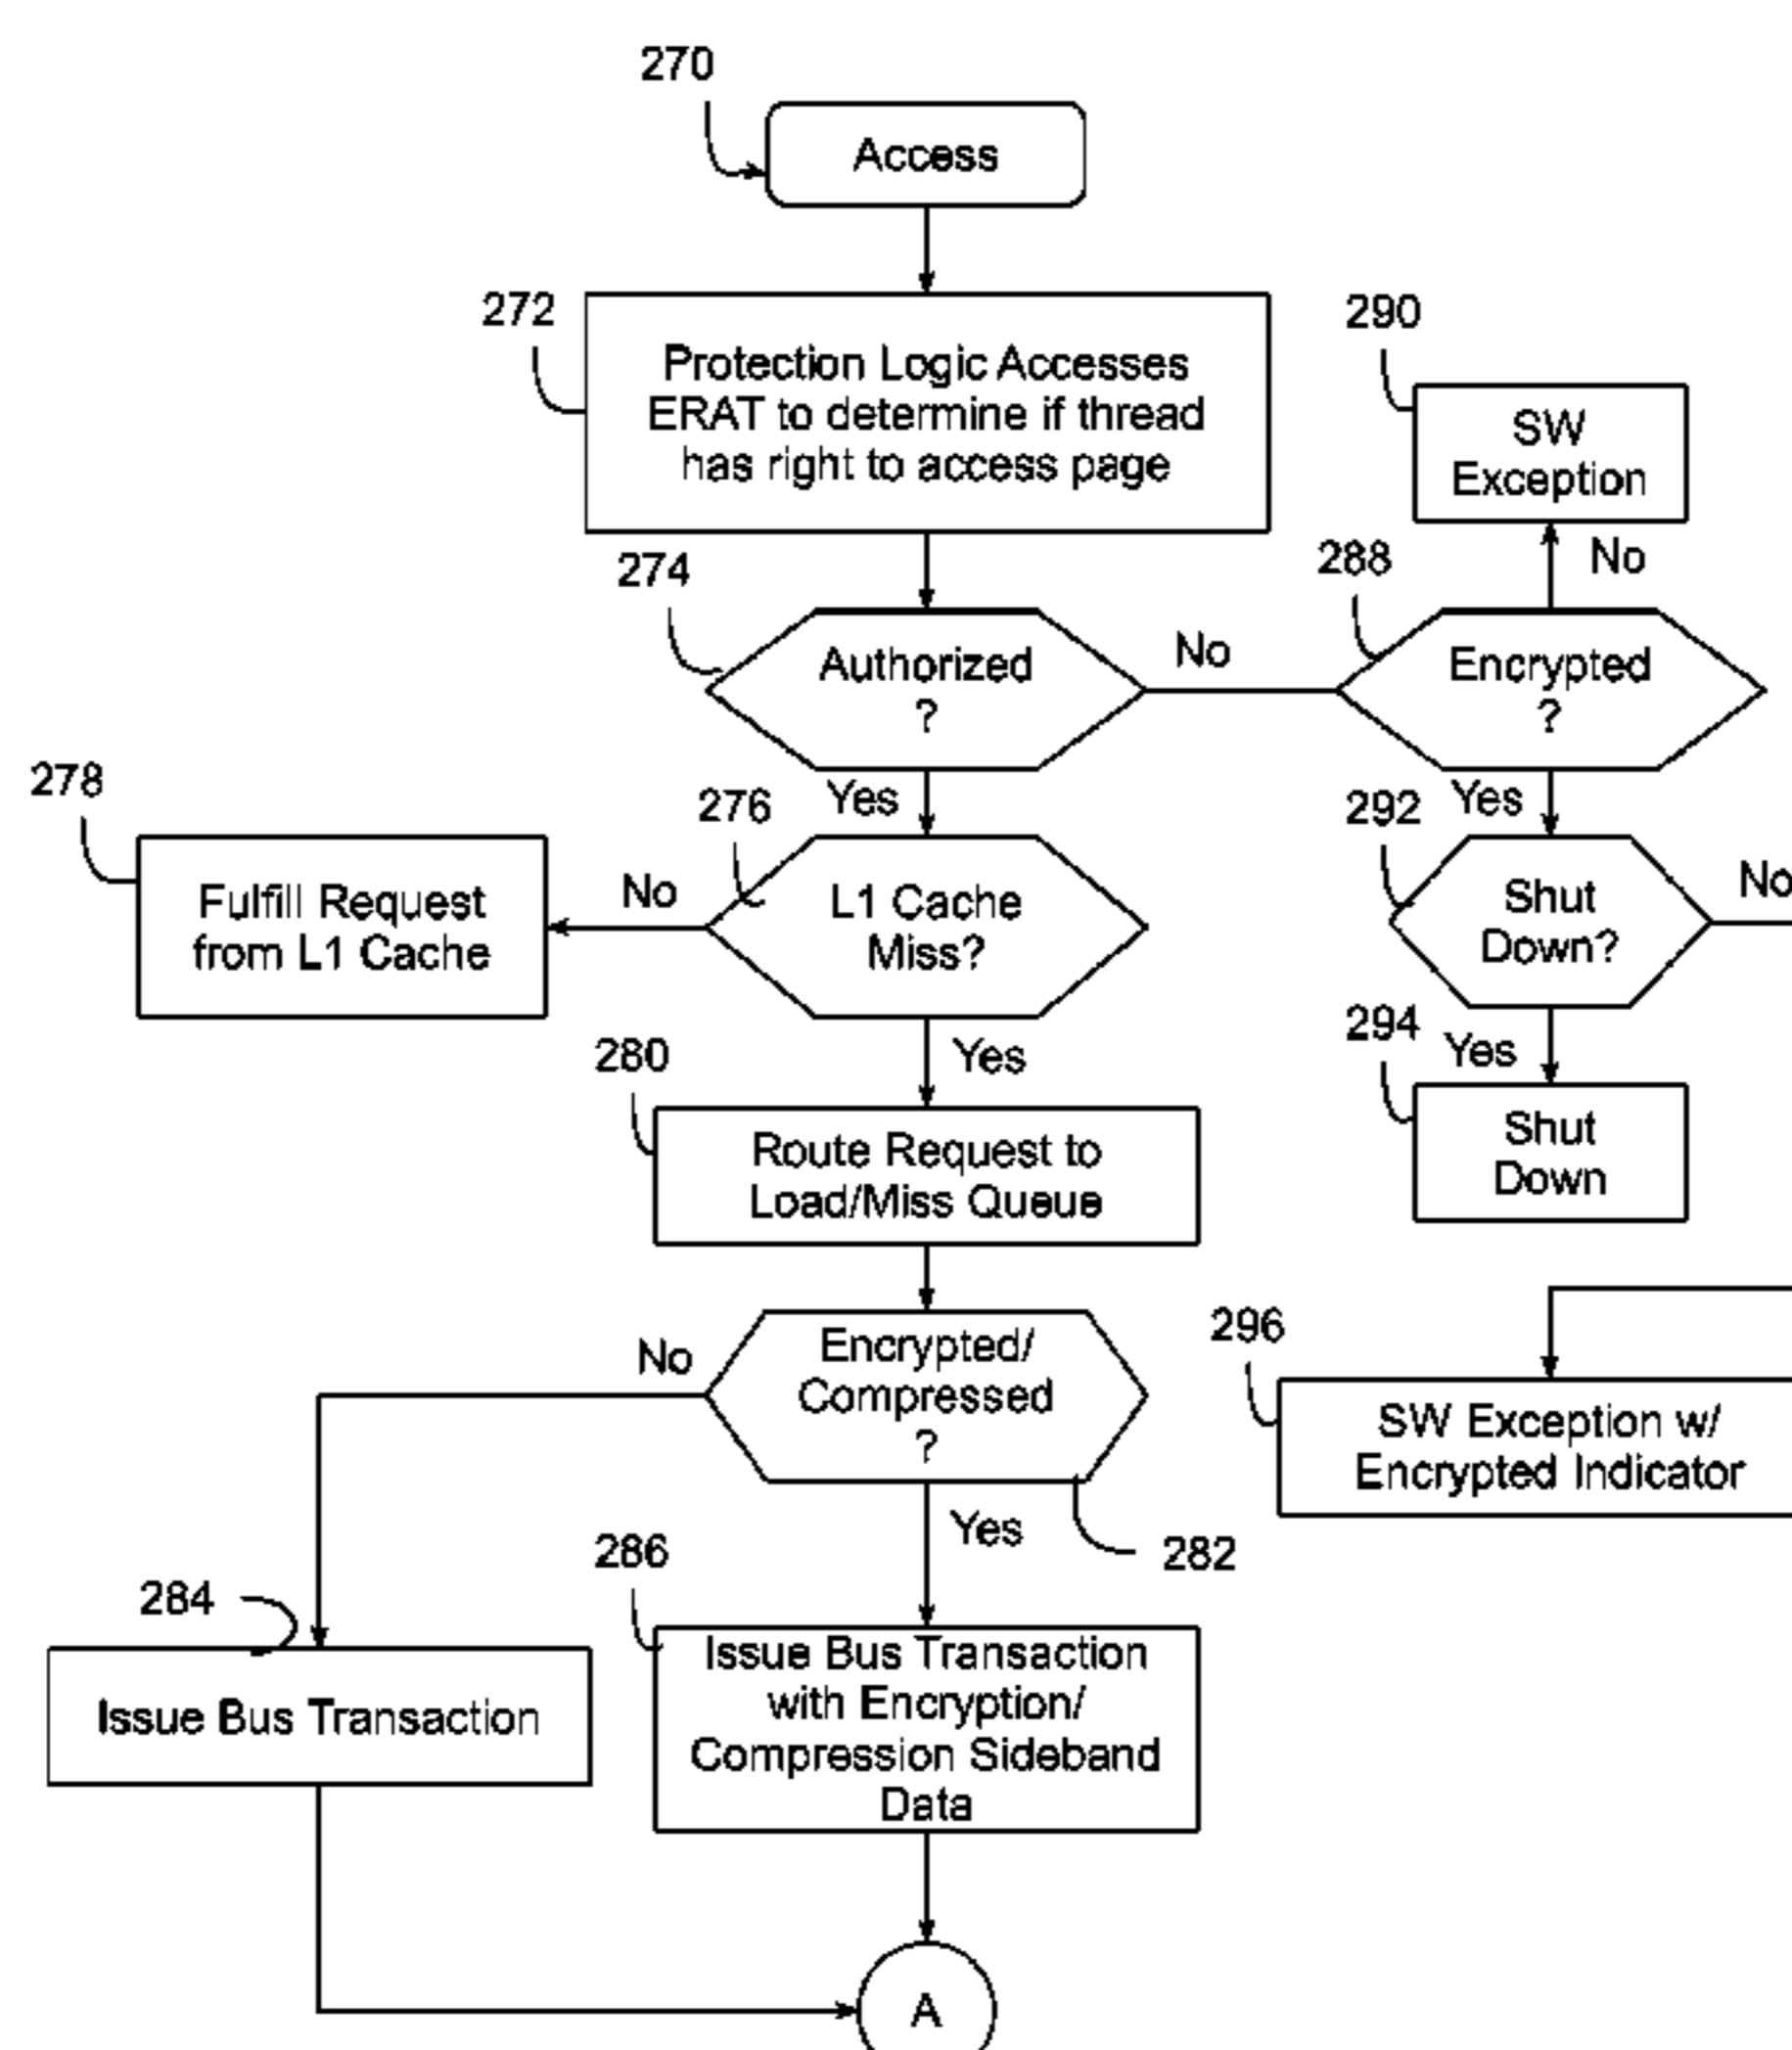 270
Access
272
Protection Logic Accesses
ERAT to determine if thread
has right to access page
290
SW
Exception
274
Authorized
?
No
288
No
Encrypted
?
278
Fulfill Request
from L1 Cache
No
276
Yes
L1 Cache
Miss?
292
Yes
Shut
Down?
No
280
Yes
Route Request to
Load/Miss Queue
294
Yes
Shut
Down
No
Encrypted/
Compressed
?
282
296
SW Exception w/
Encrypted Indicator
284
Issue Bus Transaction
286
Yes
Issue Bus Transaction
with Encryption/
Compression Sideband
Data
A